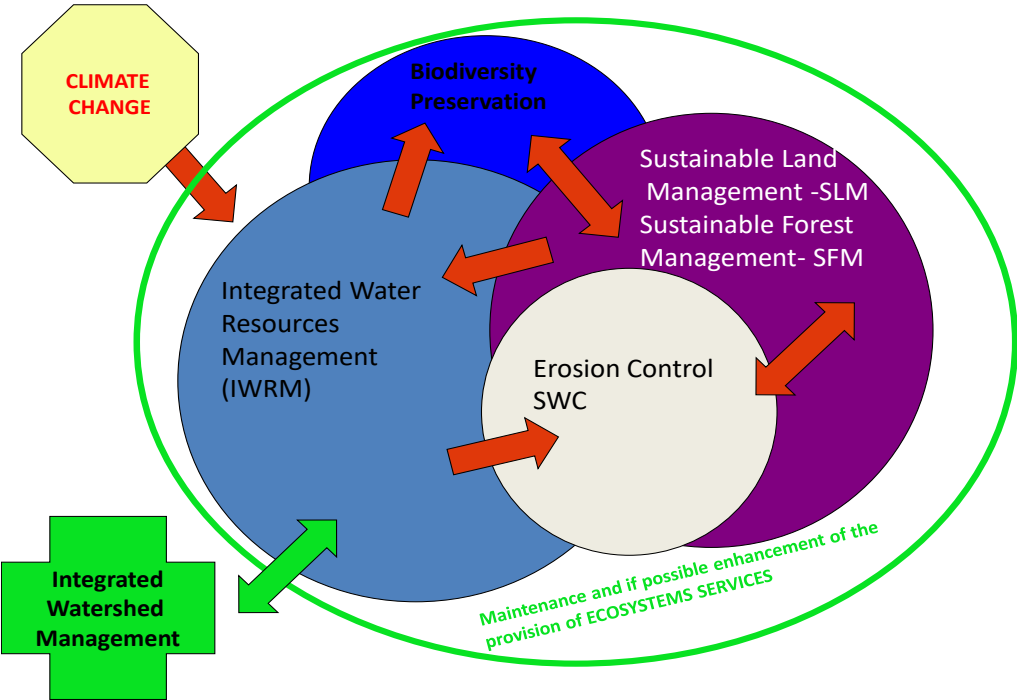 CLIMATE
CHANGE
Biodiversity
Preservation
Sustainable Land
Management -SLM
Sustainable Forest
Management- SFM
Integrated Water
Resources
Management
(IWRM)
Erosion Control
SWC
Maintenance and if possible enhancement of the
provision of ECOSYSTEMS SERVICES
Integrated
Watershed
Management